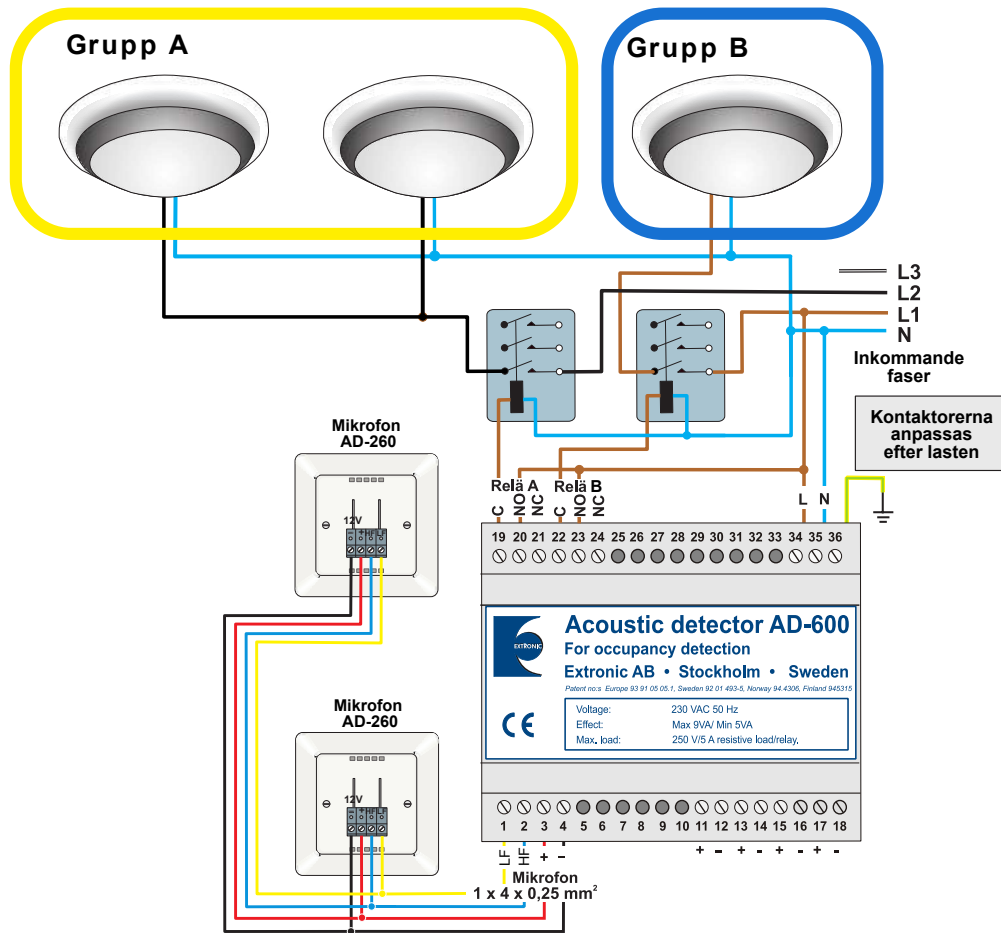 Grupp A
Grupp B
L3
L2
L1
N
Inkommande
faser
Kontaktorerna
anpassas
efter lasten
Mikrofon
AD-260
12V
- + HF LF
Relä A
Relä B
C
NO
NC
C
NO
NC
L
N
19 20 21 22 23 24 25 26 27 28 29 30 31 32 33 34 35 36
EXTRONIC
Acoustic detector AD-600
For occupancy detection
Extronic AB • Stockholm • Sweden
Patent no:s Europe 93 91 05 05.1, Sweden 92 01 493-5, Norway 94.4306, Finland 945315
CE
Voltage: 230 VAC 50 Hz
Effect: Max 9VA/ Min 5VA
Max. load: 250 V/5 A resistive load/relay,
Mikrofon
AD-260
12V
- + HF LF
1 2 3 4 5 6 7 8 9 10 11 12 13 14 15 16 17 18
LF HF + - + - + - + - + -
Mikrofon
1 x 4 x 0,25 mm²